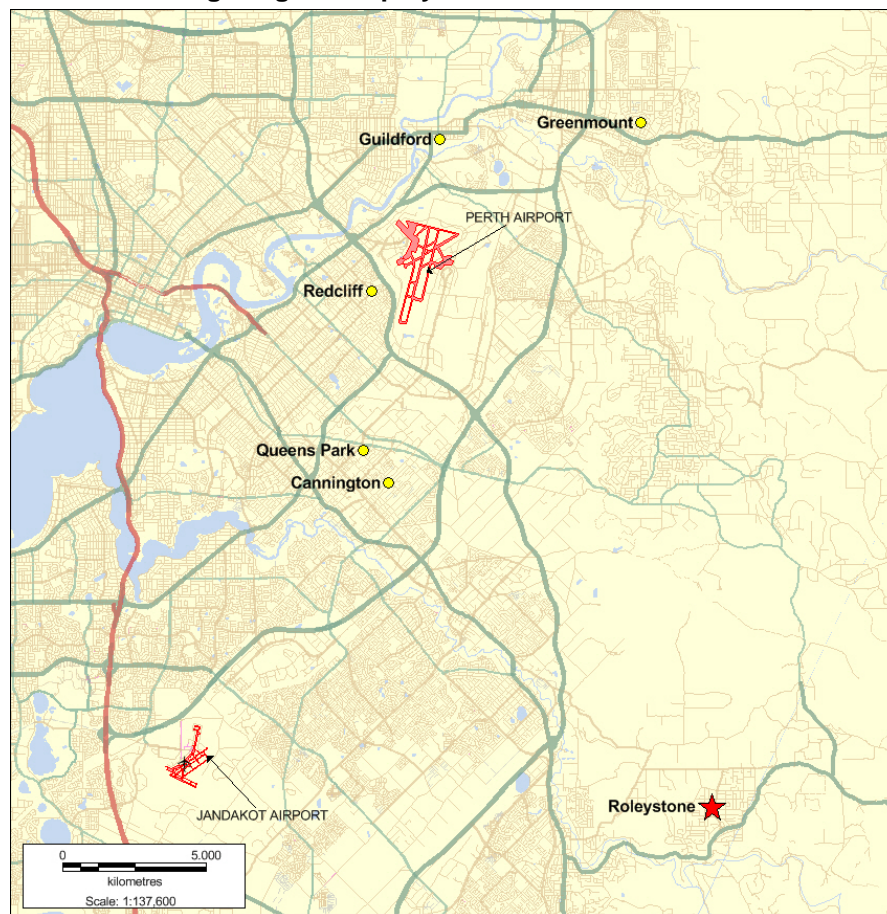 Greenmount
Guildford
PERTH AIRPORT
Redcliff
Queens Park
Cannington
Roleystone
JANDAKOT AIRPORT
0 5.000
kilometres
Scale: 1:137,600